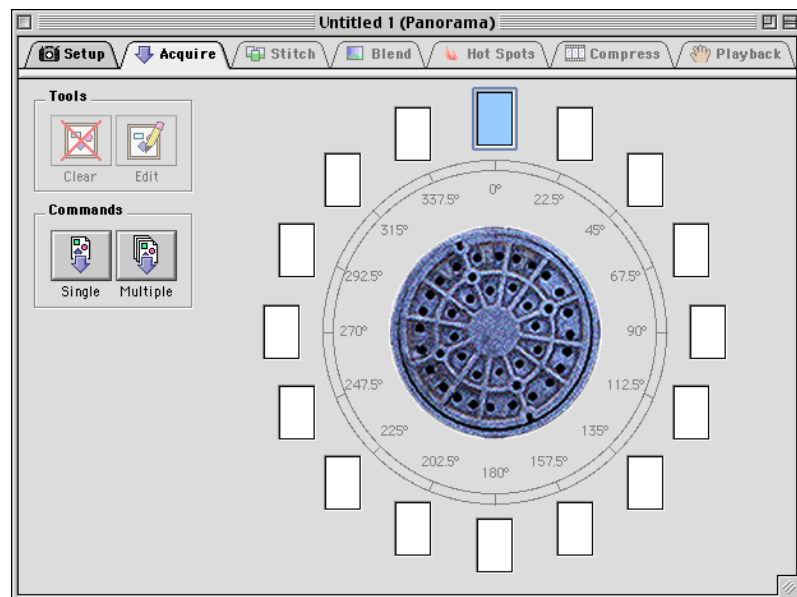 Untitled 1 (Panorama)
Setup Acquire Stitch Blend Hot Spots Compress Playback
Tools
Clear Edit
Commands
Single Multiple
0°
22.5°
45°
67.5°
90°
112.5°
135°
157.5°
180°
202.5°
225°
247.5°
270°
292.5°
315°
337.5°